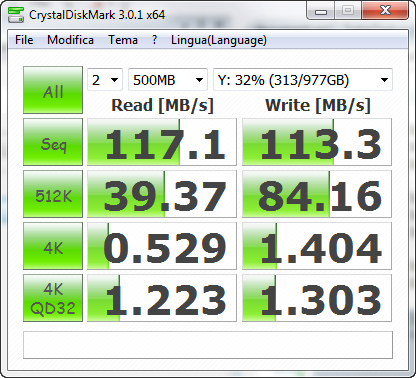 CrystalDiskMark 3.0.1 x64
File Modifica Tema ? Lingua(Language)
All 2 500MB Y: 32% (313/977GB)
Read [MB/s] Write [MB/s]
Seq 117.1 113.3
512K 39.37 84.16
4K 0.529 1.404
4K
QD32 1.223 1.303